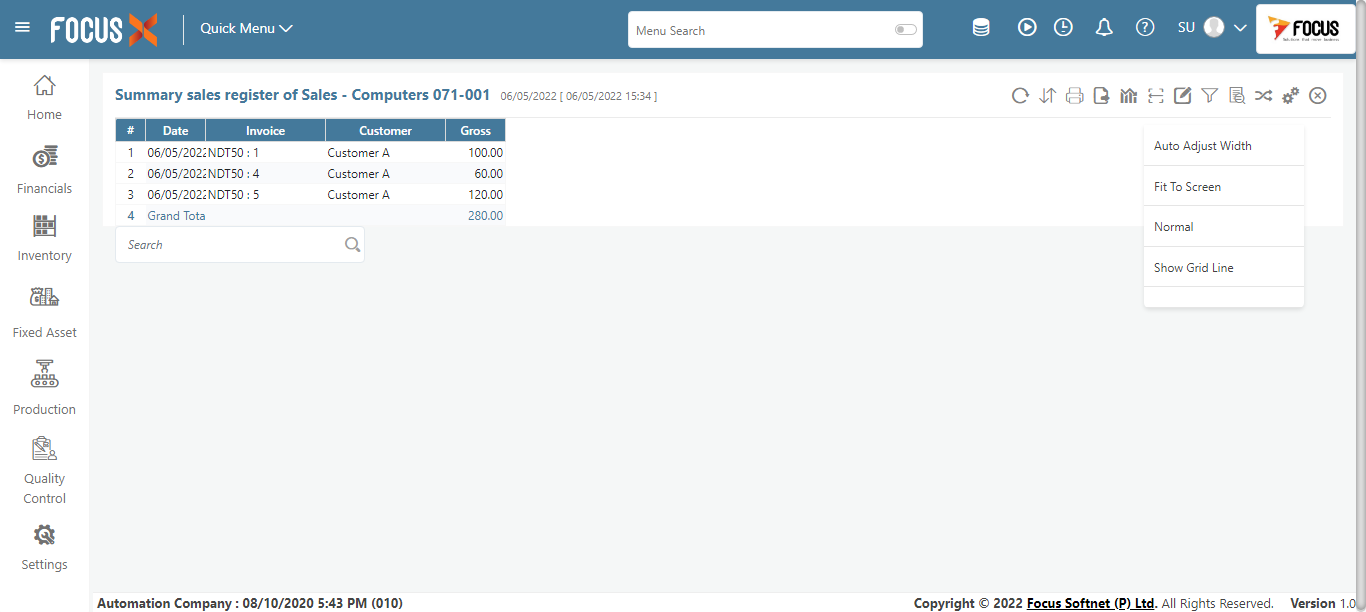 FOCUS X
Quick Menu
Menu Search
SU
FOCUS
Home
Financials
Inventory
Fixed Asset
Production
Quality
Control
Settings
Summary sales register of Sales - Computers 071-001 06/05/2022 [ 06/05/2022 15:34 ]
# Date Invoice Customer Gross
1 06/05/2022 NDT50 : 1 Customer A 100.00
2 06/05/2022 NDT50 : 4 Customer A 60.00
3 06/05/2022 NDT50 : 5 Customer A 120.00
4 Grand Tota 280.00
Search
Auto Adjust Width
Fit To Screen
Normal
Show Grid Line
Automation Company : 08/10/2020 5:43 PM (010)
Copyright © 2022 Focus Softnet (P) Ltd. All Rights Reserved. Version 1.0